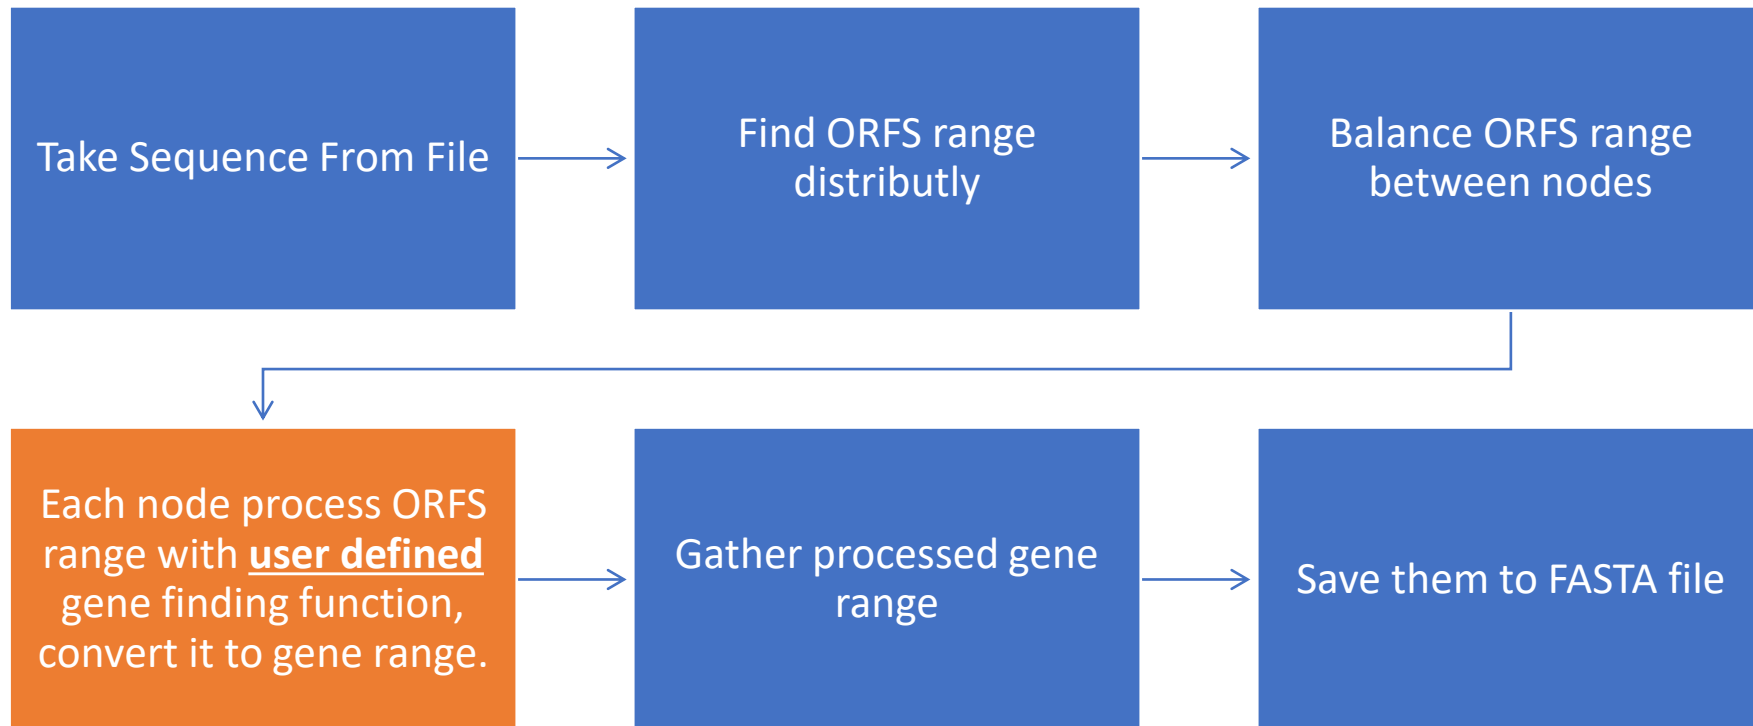 Take Sequence From File
Find ORFS range
distributly
Balance ORFS range
between nodes
Each node process ORFS
range with user defined
gene finding function,
convert it to gene range.
Gather processed gene
range
Save them to FASTA file